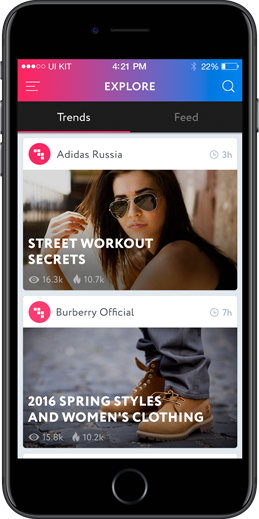 UI KIT 4:21 PM 22%
EXPLORE
Trends Feed
Adidas Russia 3h
STREET WORKOUT
SECRETS
16.3k 10.7k
Burberry Official 7h
2016 SPRING STYLES
AND WOMEN'S CLOTHING
15.8k 10.2k